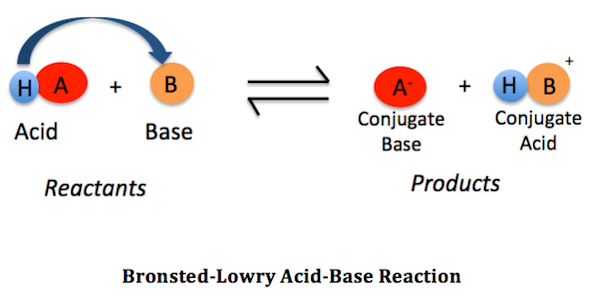 H A + B A- + H B +
Acid Base Conjugate Base Conjugate Acid
Reactants Products
Bronsted-Lowry Acid-Base Reaction